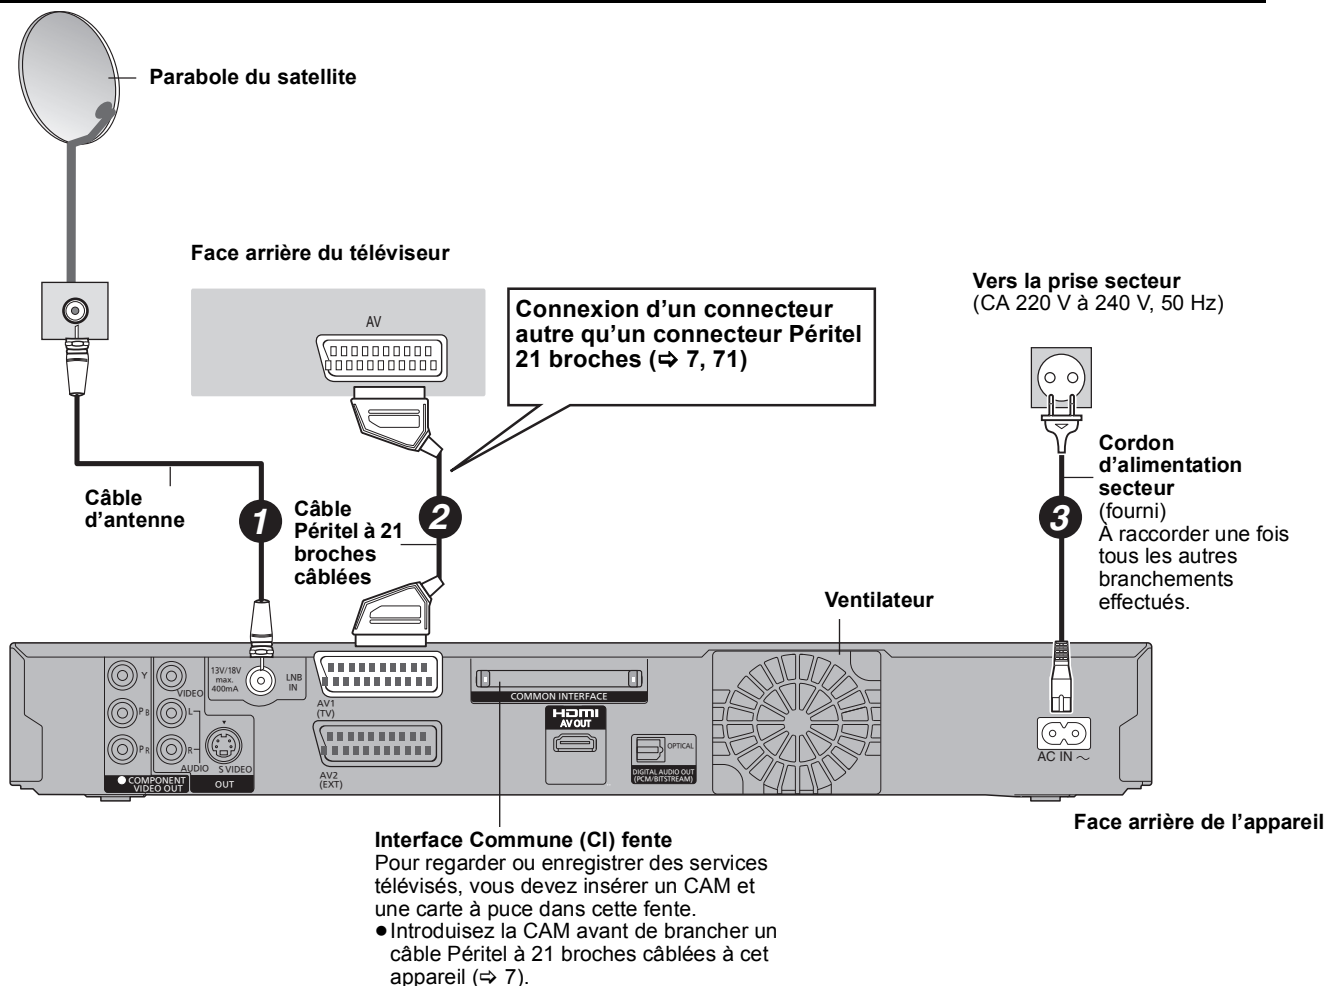 Parabole du satellite
Face arrière du téléviseur
AV
Connexion d'un connecteur
autre qu'un connecteur Péritel
21 broches (⇨ 7, 71)
Vers la prise secteur
(CA 220 V à 240 V, 50 Hz)
Câble
d'antenne
1
Câble
Péritel à 21
broches
câblées
2
3
Cordon
d'alimentation
secteur
(fourni)
À raccorder une fois
tous les autres
branchements
effectués.
Ventilateur
Y
PB
PR
VIDEO
L
R
AUDIO
S VIDEO
COMPONENT
VIDEO OUT
OUT
13V/18V
max.
400mA
LNB
IN
AV1
(TV)
AV2
(EXT)
COMMON INTERFACE
HDMI
AV OUT
OPTICAL
DIGITAL AUDIO OUT
(PCM/BITSTREAM)
AC IN ~
Face arrière de l'appareil
Interface Commune (CI) fente
Pour regarder ou enregistrer des services
télévisés, vous devez insérer un CAM et
une carte à puce dans cette fente.
●Introduisez la CAM avant de brancher un
câble Péritel à 21 broches câblées à cet
appareil (⇨ 7).